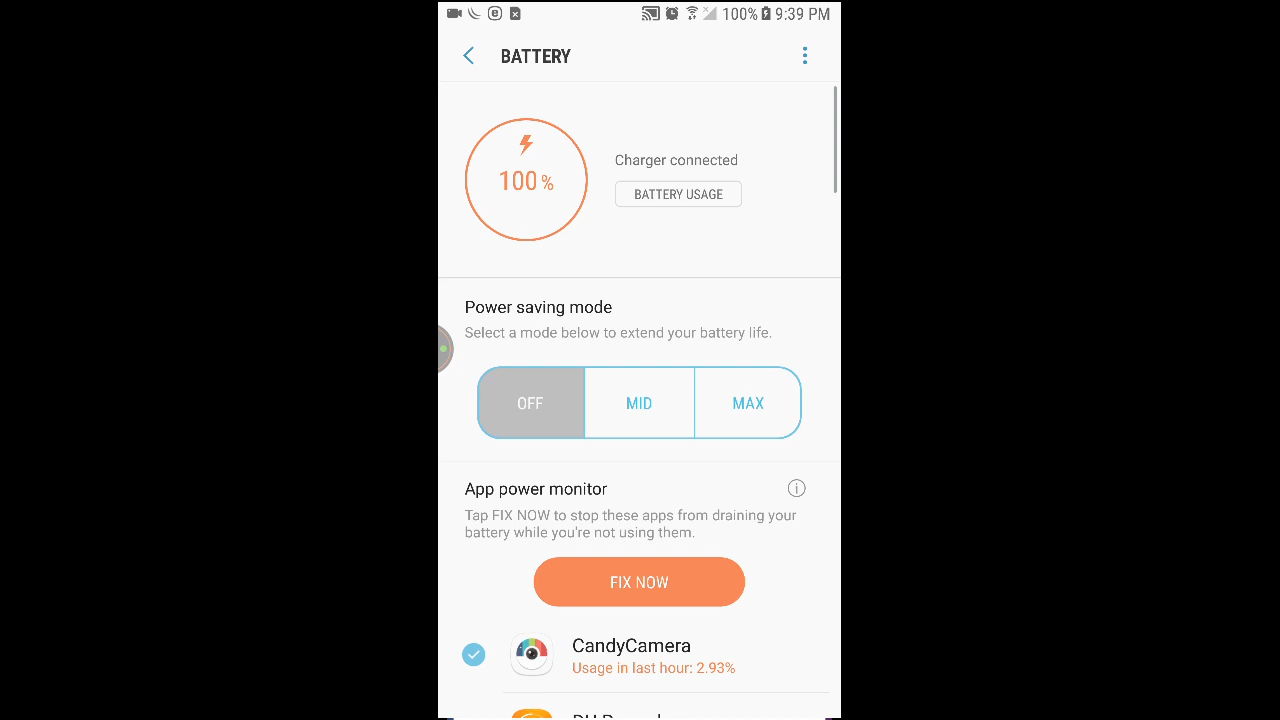 100% 9:39 PM
BATTERY
100%
Charger connected
BATTERY USAGE
Power saving mode
Select a mode below to extend your battery life.
OFF MID MAX
App power monitor
Tap FIX NOW to stop these apps from draining your
battery while you're not using them.
FIX NOW
CandyCamera
Usage in last hour: 2.93%